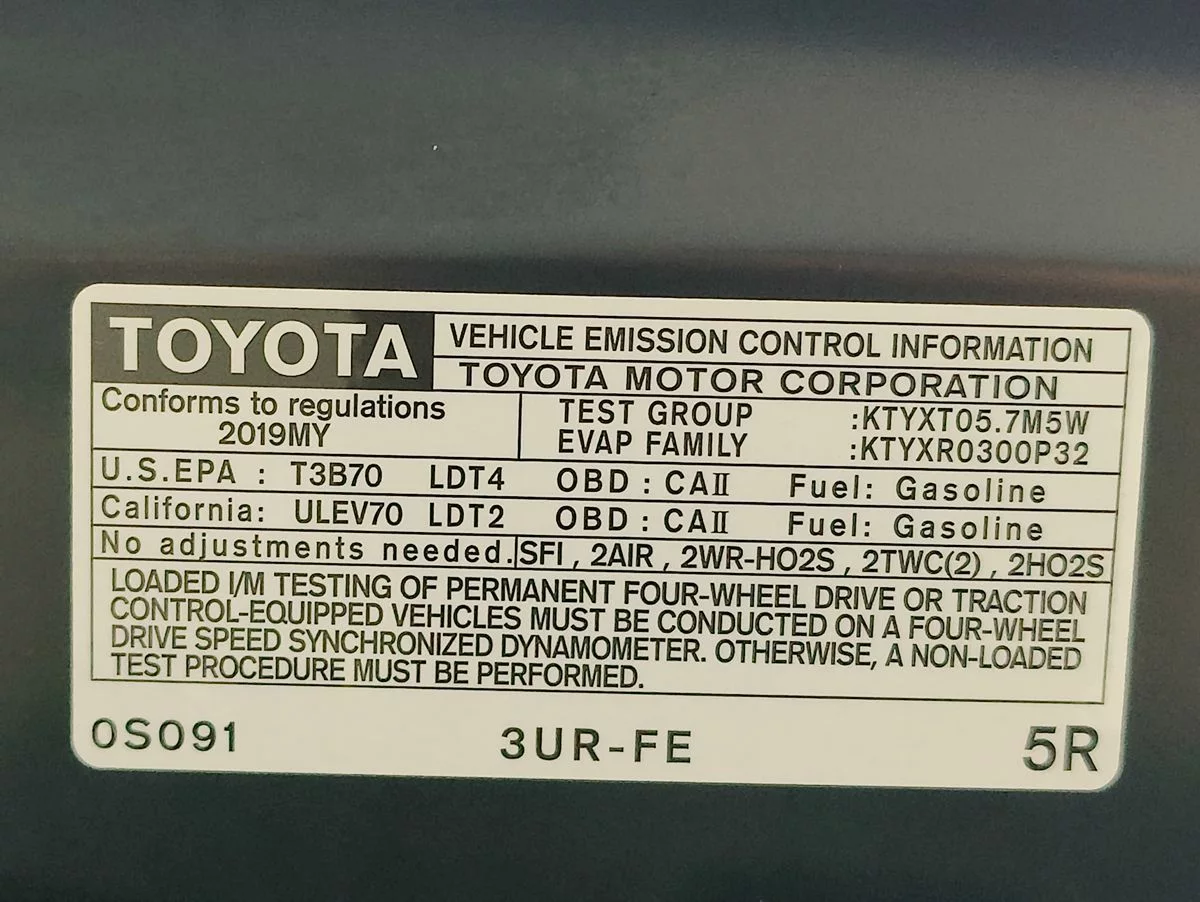 TOYOTA
VEHICLE EMISSION CONTROL INFORMATION
TOYOTA MOTOR CORPORATION
Conforms to regulations
2019MY
TEST GROUP :KTYXT05.7M5W
EVAP FAMILY :KTYXR0300P32
U.S.EPA : T3B70 LDT4 OBD : CAⅡ Fuel: Gasoline
California: ULEV70 LDT2 OBD : CAⅡ Fuel: Gasoline
No adjustments needed. SFI , 2AIR , 2WR-HO2S , 2TWC(2) , 2HO2S
LOADED I/M TESTING OF PERMANENT FOUR-WHEEL DRIVE OR TRACTION
CONTROL-EQUIPPED VEHICLES MUST BE CONDUCTED ON A FOUR-WHEEL
DRIVE SPEED SYNCHRONIZED DYNAMOMETER. OTHERWISE, A NON-LOADED
TEST PROCEDURE MUST BE PERFORMED.
0S091 3UR-FE 5R